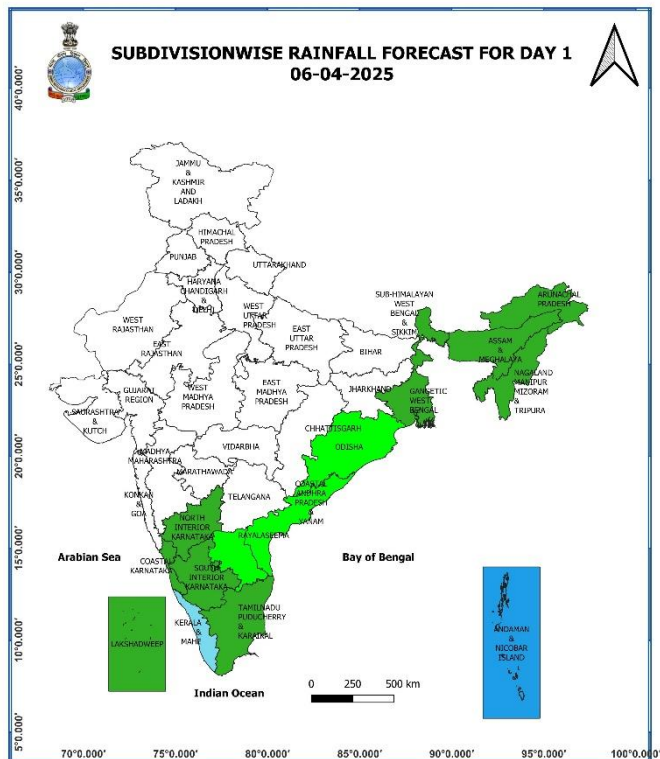 SUBDIVISIONWISE RAINFALL FORECAST FOR DAY 1
06-04-2025
40°0.000'
35°0.000'
30°0.000'
25°0.000'
20°0.000'
15°0.000'
10°0.000'
5°0.000'
JAMMU
&
KASHMIR
AND
LADAKH
HIMACHAL
PRADESH
PUNJAB
UTTARAKHAND
HARYANA
CHANDIGARH
&
DELHI
WEST
UTTAR
PRADESH
SUB-HIMALAYAN
WEST
BENGAL
&
SIKKIM
ARUNACHAL
PRADESH
WEST
RAJASTHAN
EAST
RAJASTHAN
EAST
UTTAR
PRADESH
BIHAR
ASSAM
&
MEGHALAYA
NAGALAND
MANIPUR
MIZORAM
&
TRIPURA
GUJARAT
REGION
WEST
MADHYA
PRADESH
EAST
MADHYA
PRADESH
JHARKHAND
GANGETIC
WEST
BENGAL
SAURASHTRA
&
KUTCH
CHHATTISGARH
ODISHA
VIDARBHA
MADHYA
MAHARASHTRA
MARATHAWADA
TELANGANA
COASTAL
ANDHRA
PRADESH
&
YANAM
KONKAN
&
GOA
NORTH
INTERIOR
KARNATAKA
RAYALASEEMA
Arabian Sea
Bay of Bengal
COASTAL
KARNATAKA
SOUTH
INTERIOR
KARNATAKA
TAMILNADU
PUDUCHERRY
&
KARAIKAL
KERALA
&
MAHE
LAKSHADWEEP
ANDAMAN
&
NICOBAR
ISLAND
Indian Ocean
0 250 500 km
70°0.000' 75°0.000' 80°0.000' 85°0.000' 90°0.000' 95°0.000' 100°0.000'